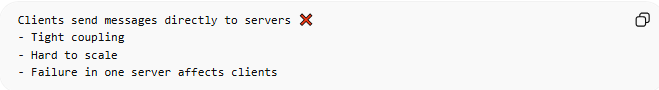 Clients send messages directly to servers ❌
- Tight coupling
- Hard to scale
- Failure in one server affects clients